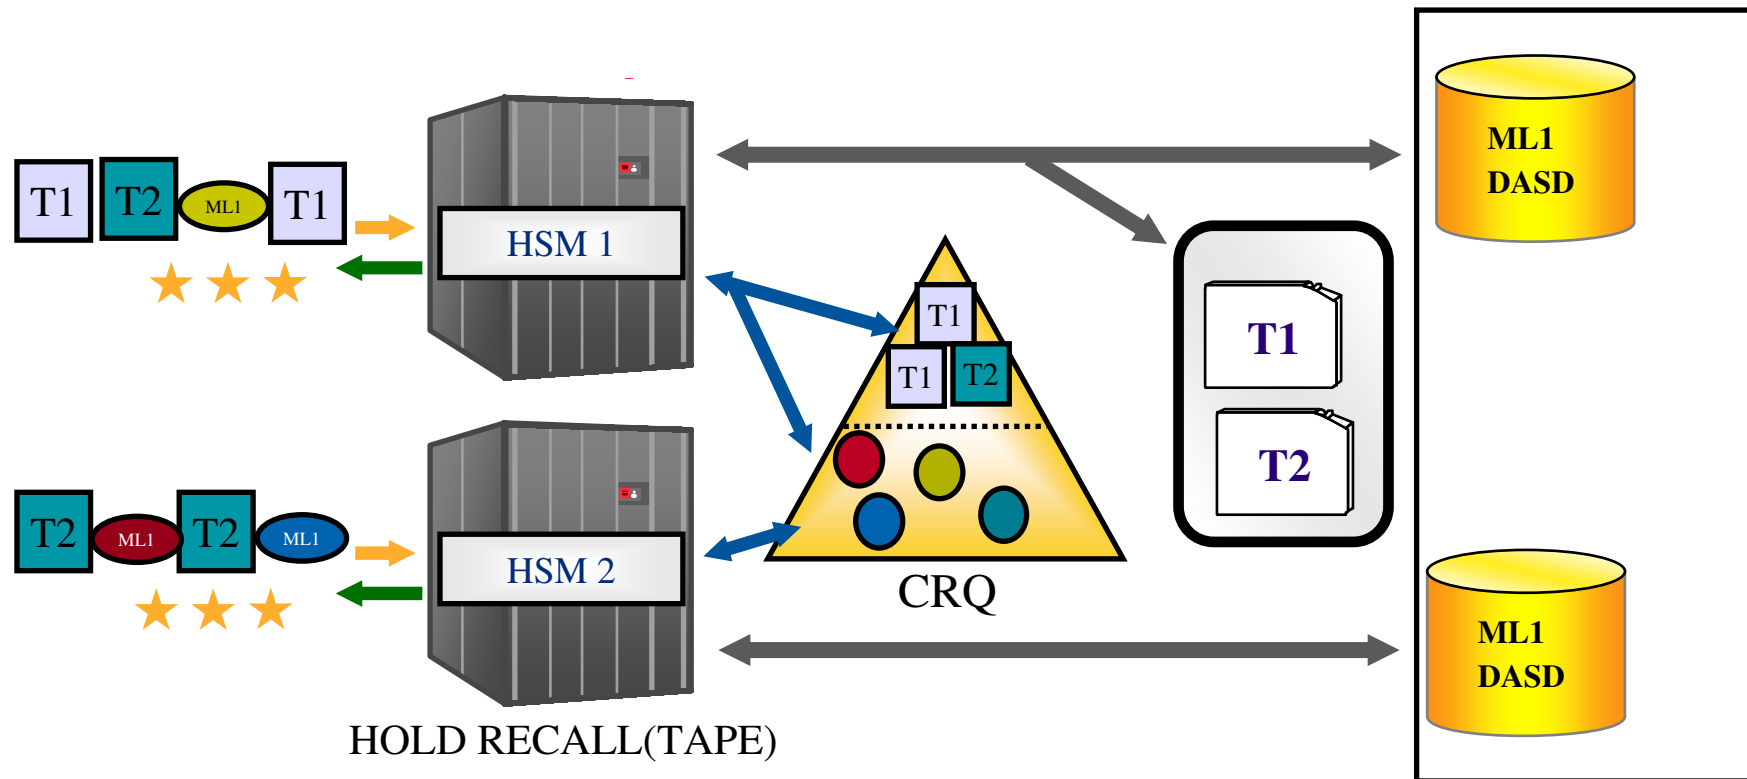 T1
T2
ML1
T1
HSM 1
ML1
DASD
T1
T1
T2
T1
T2
T2
ML1
T2
ML1
HSM 2
CRQ
ML1
DASD
HOLD RECALL(TAPE)